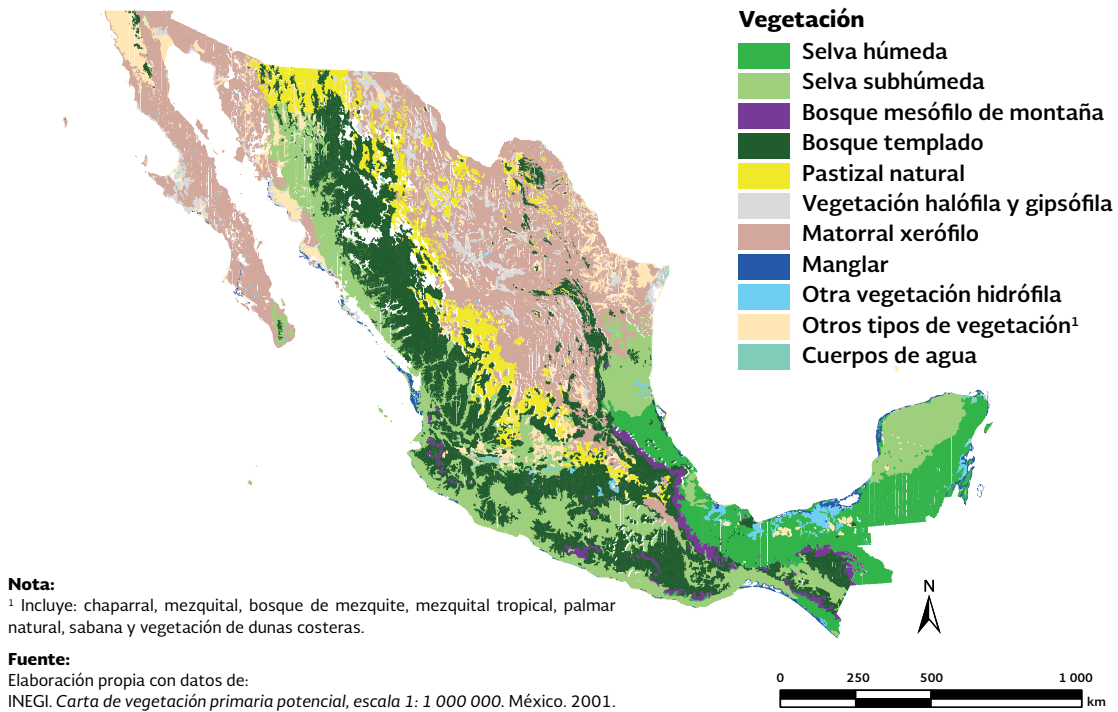 Vegetación
Selva húmeda
Selva subhúmeda
Bosque mesófilo de montaña
Bosque templado
Pastizal natural
Vegetación halófila y gipsófila
Matorral xerófilo
Manglar
Otra vegetación hidrófila
Otros tipos de vegetación¹
Cuerpos de agua
Nota:
¹ Incluye: chaparral, mezquital, bosque de mezquite, mezquital tropical, palmar
natural, sabana y vegetación de dunas costeras.
Fuente:
Elaboración propia con datos de:
INEGI. Carta de vegetación primaria potencial, escala 1: 1 000 000. México. 2001.
N
0 250 500 1 000
km